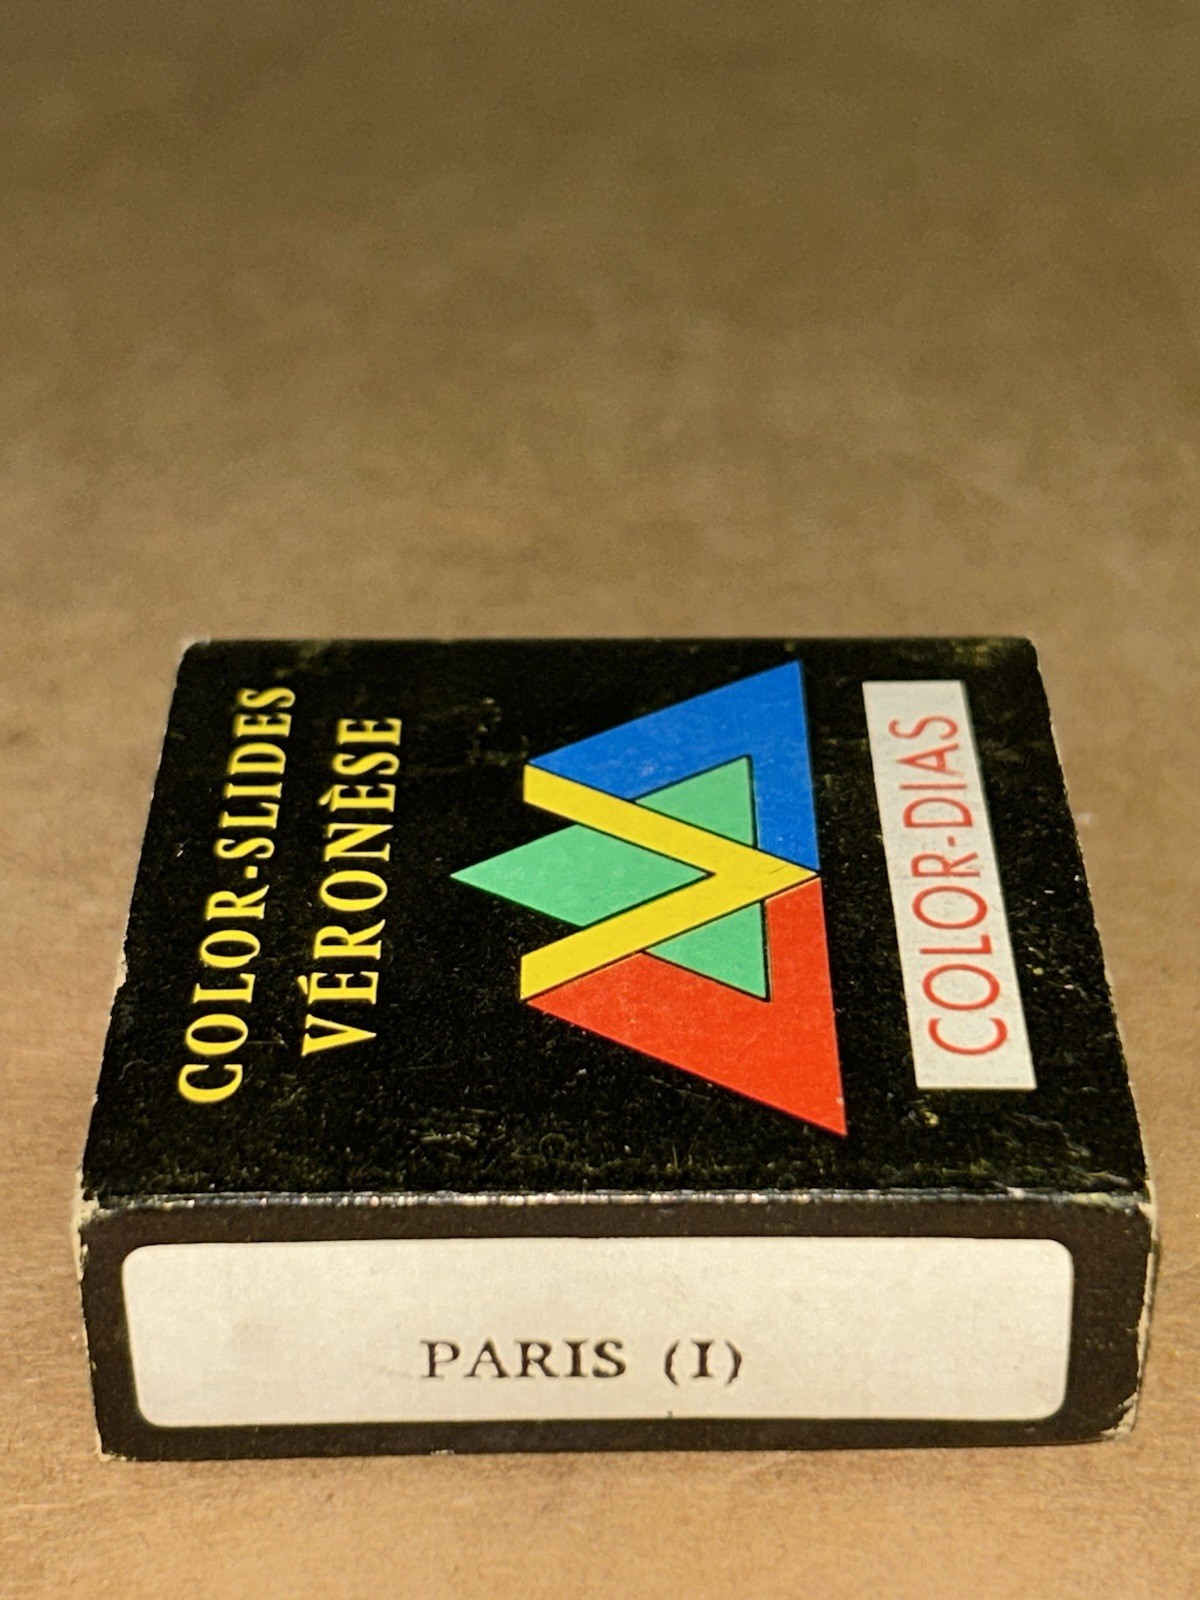 COLOR-SLIDES
VÉRONÈSE
COLOR-DIAS
PARIS (I)